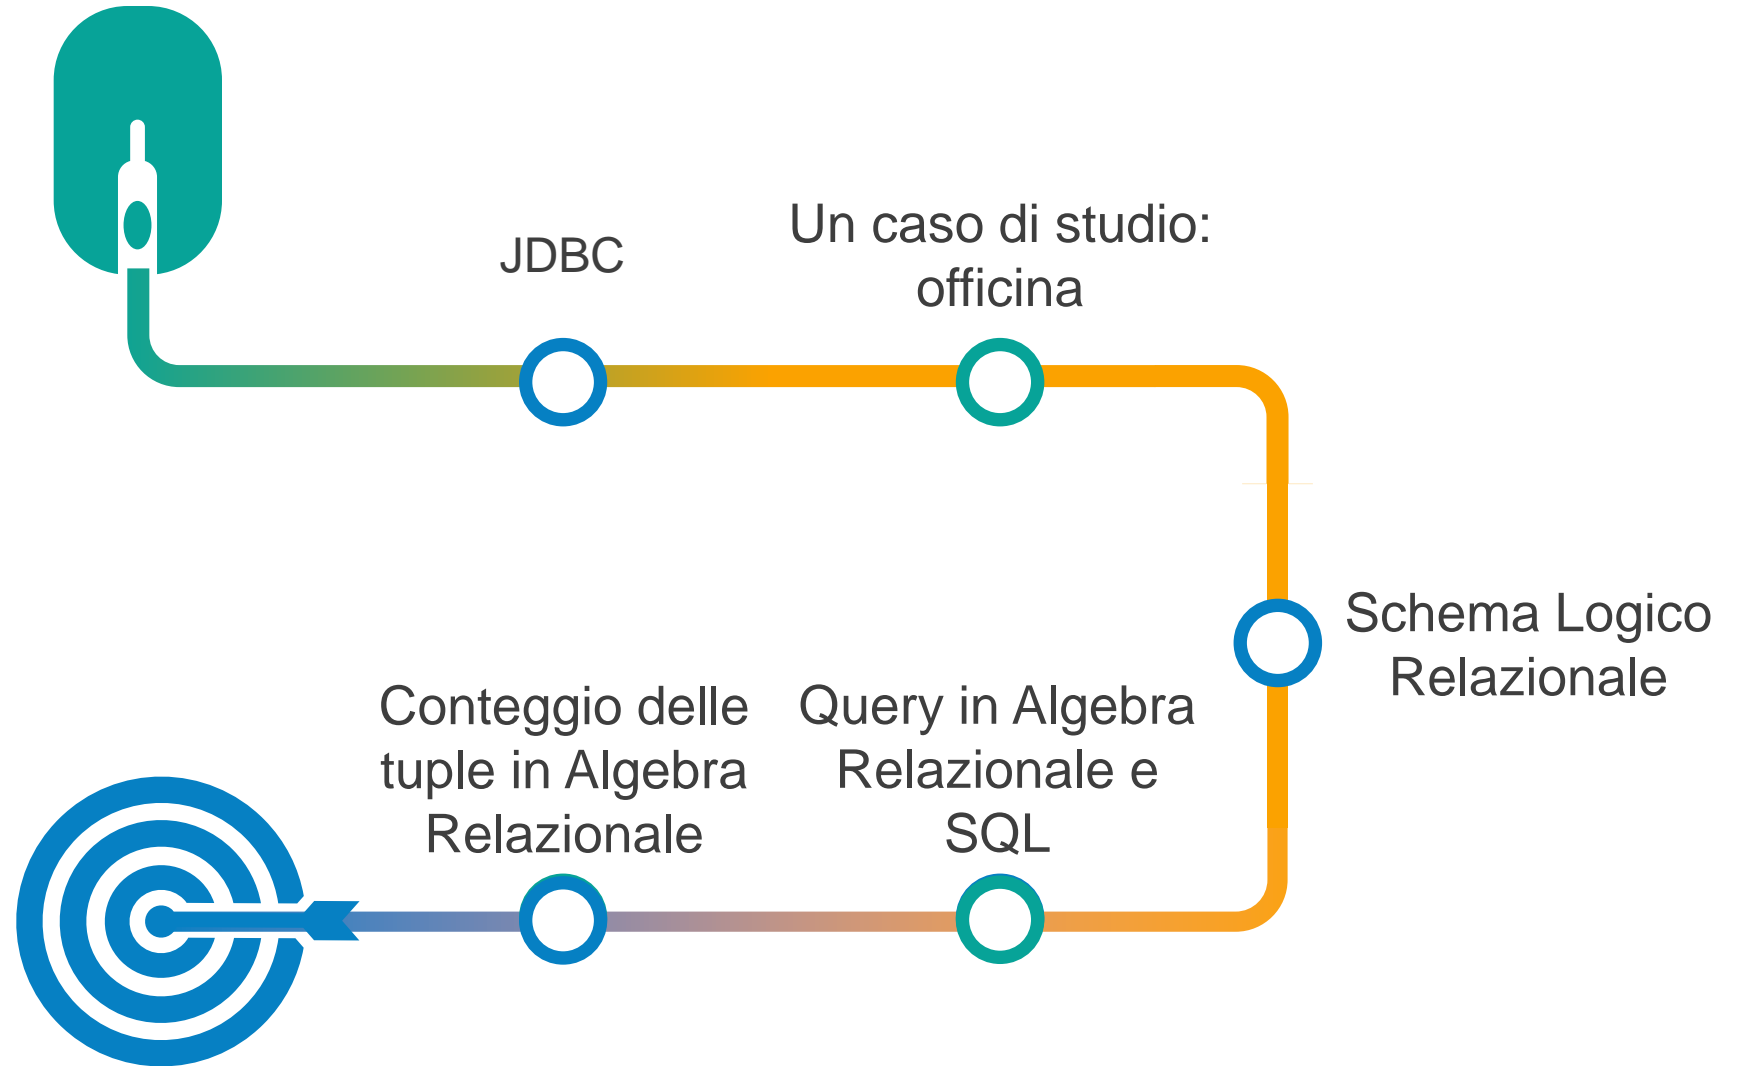 JDBC
Un caso di studio:
officina
Schema Logico
Relazionale
Query in Algebra
Relazionale e
SQL
Conteggio delle
tuple in Algebra
Relazionale